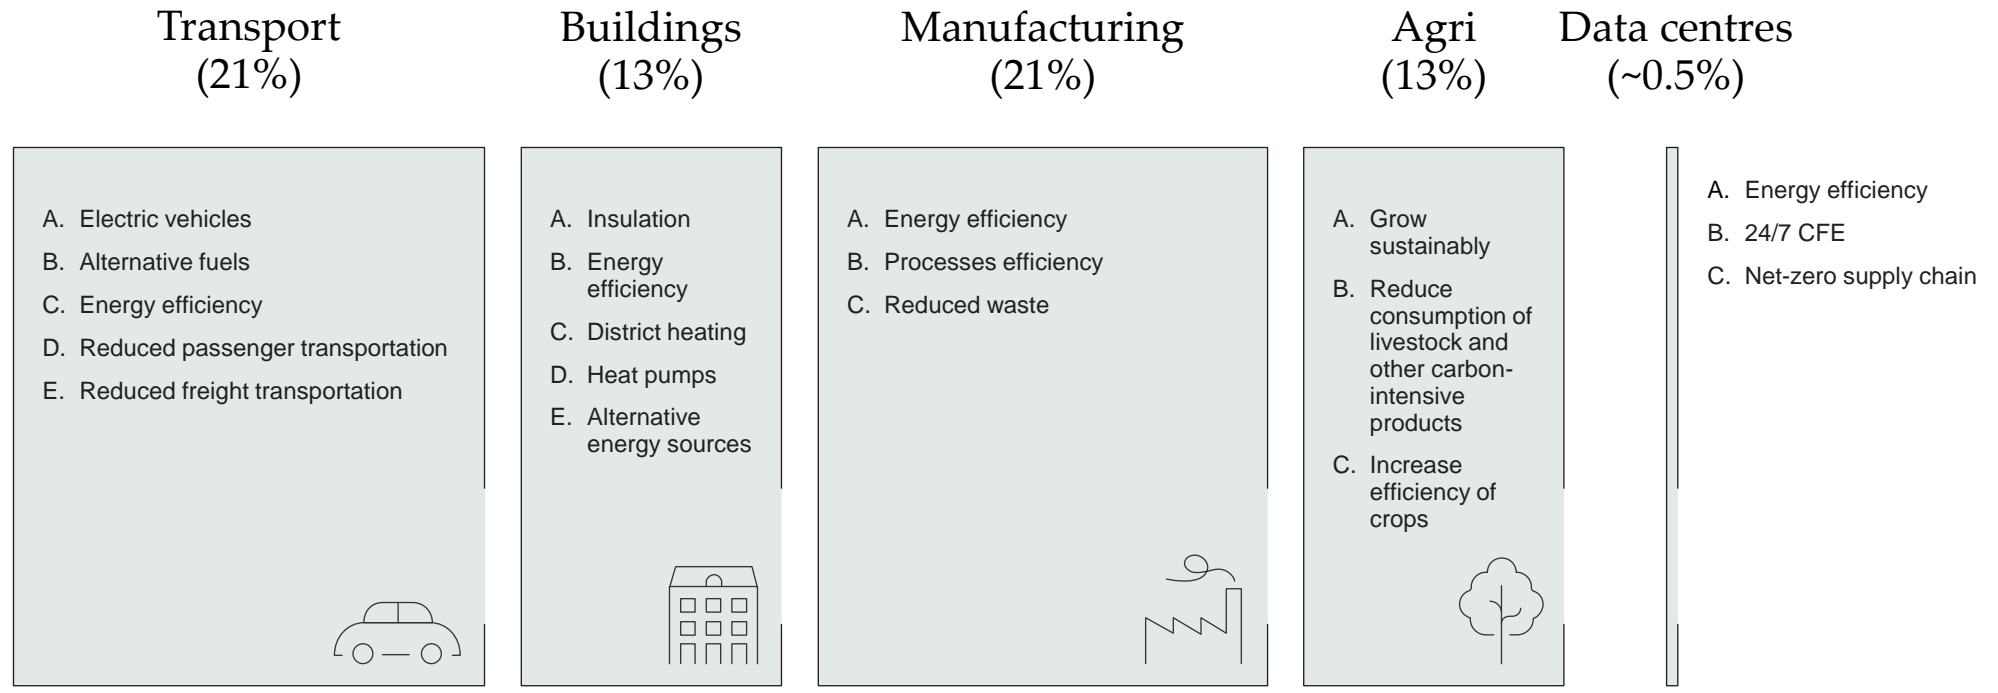 Transport
(21%)
A. Electric vehicles
B. Alternative fuels
C. Energy efficiency
D. Reduced passenger transportation
E. Reduced freight transportation
Buildings
(13%)
A. Insulation
B. Energy
efficiency
C. District heating
D. Heat pumps
E. Alternative
energy sources
Manufacturing
(21%)
A. Energy efficiency
B. Processes efficiency
C. Reduced waste
Agri
(13%)
A. Grow
sustainably
B. Reduce
consumption of
livestock and
other carbon-
intensive
products
C. Increase
efficiency of
crops
Data centres
(~0.5%)
A. Energy efficiency
B. 24/7 CFE
C. Net-zero supply chain